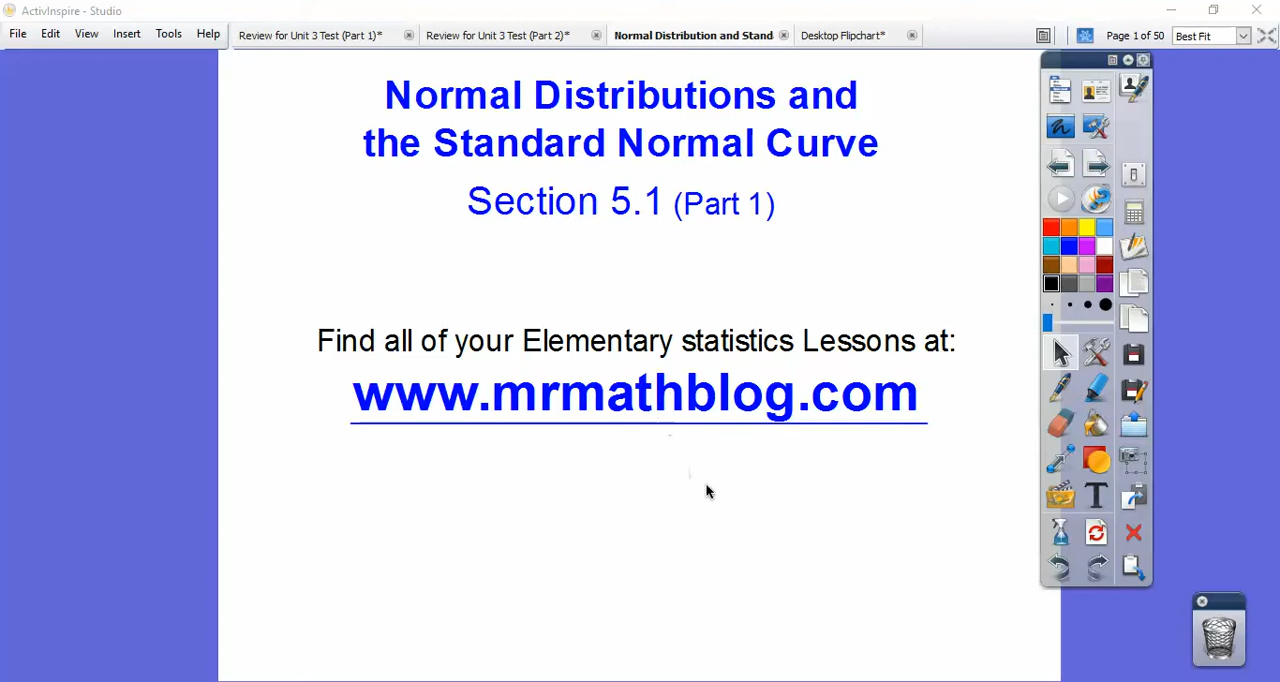 ActivInspire - Studio
File Edit View Insert Tools Help
Review for Unit 3 Test (Part 1)* Review for Unit 3 Test (Part 2)* Normal Distribution and Stand Desktop Flipchart* Page 1 of 50 Best Fit
Normal Distributions and
the Standard Normal Curve
Section 5.1 (Part 1)
Find all of your Elementary statistics Lessons at:
www.mrmathblog.com